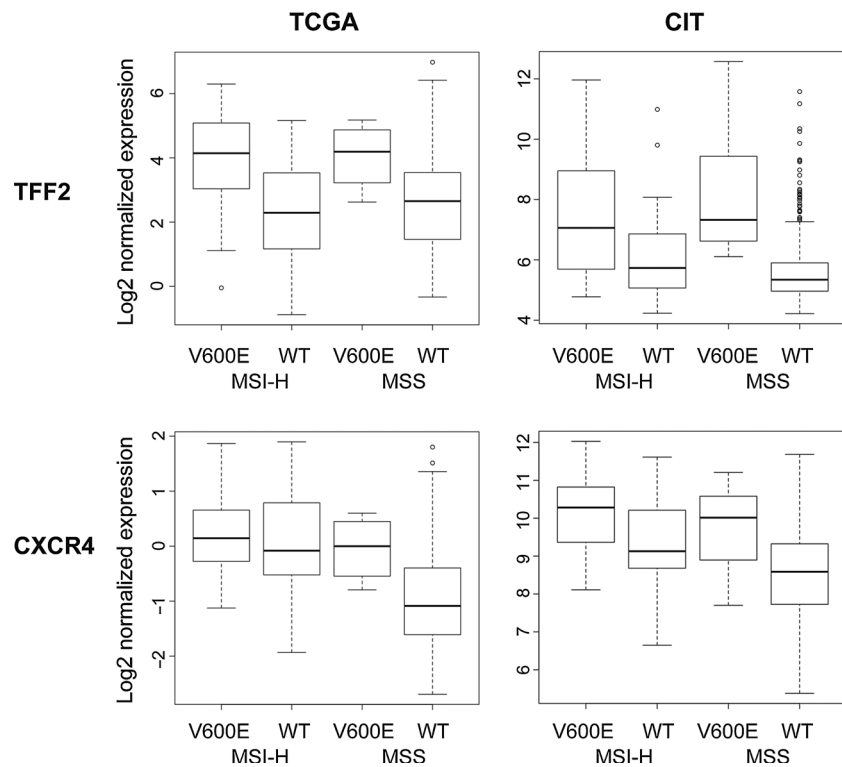 TCGA CIT
TFF2
Log2 normalized expression
6
4
2
0
12
10
8
6
4
V600E WT V600E WT
MSI-H MSS
V600E WT V600E WT
MSI-H MSS
CXCR4
Log2 normalized expression
2
1
0
-1
-2
12
11
10
9
8
7
6
V600E WT V600E WT
MSI-H MSS
V600E WT V600E WT
MSI-H MSS